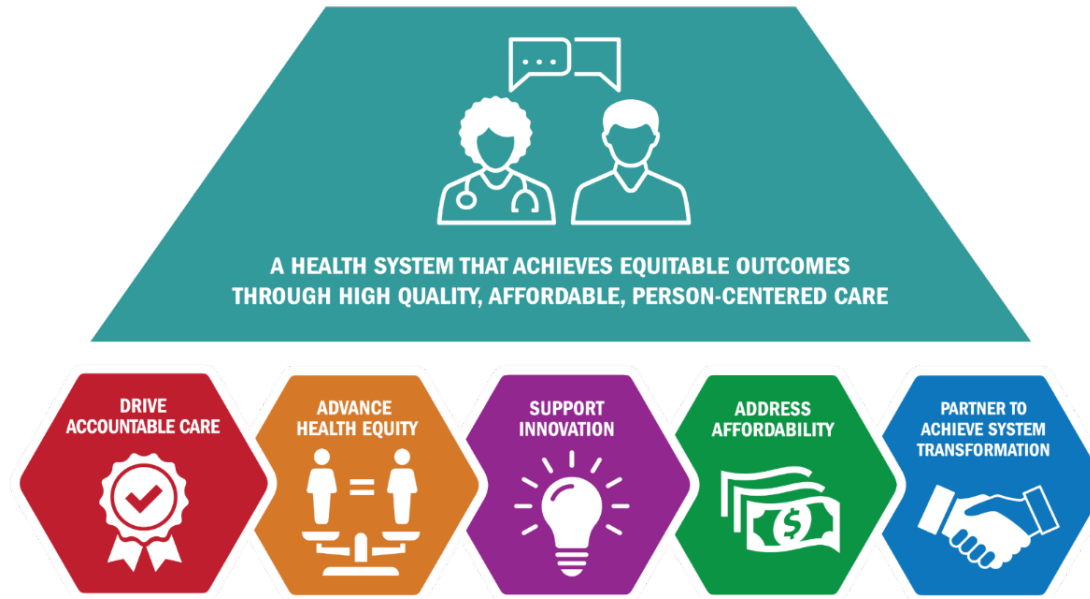 A HEALTH SYSTEM THAT ACHIEVES EQUITABLE OUTCOMES
THROUGH HIGH QUALITY, AFFORDABLE, PERSON-CENTERED CARE
DRIVE
ACCOUNTABLE CARE
ADVANCE
HEALTH EQUITY
SUPPORT
INNOVATION
ADDRESS
AFFORDABILITY
PARTNER TO
ACHIEVE SYSTEM
TRANSFORMATION
=
$